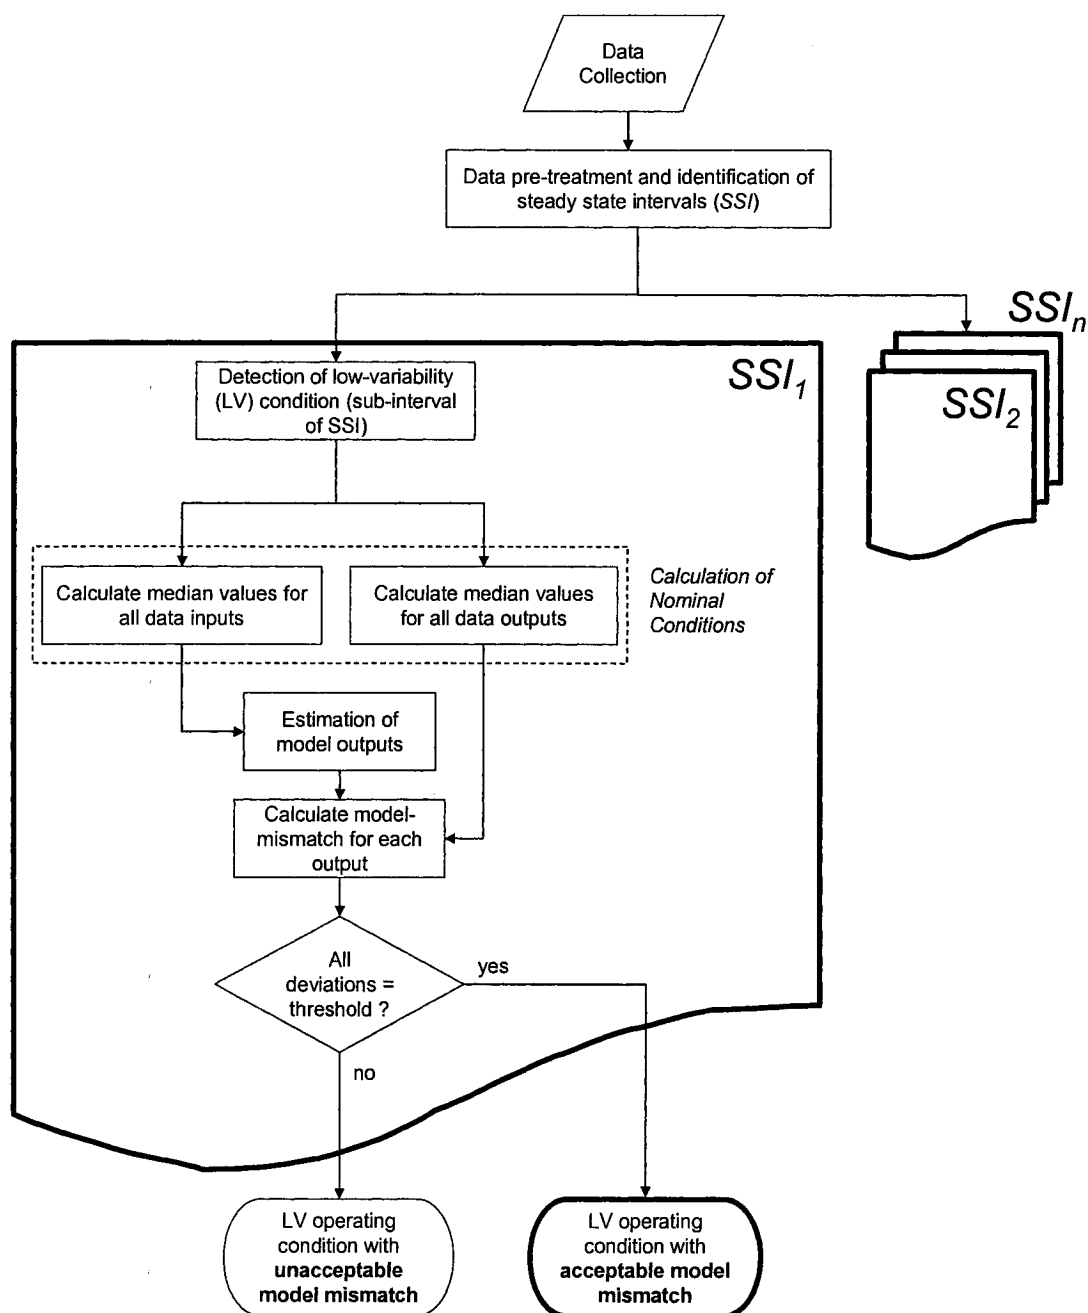 Data
Collection
Data pre-treatment and identification of
steady state intervals (SSI)
SSIn
SSI1
SSI2
Detection of low-variability
(LV) condition (sub-interval
of SSI)
Calculate median values for
all data inputs
Calculate median values
for all data outputs
Calculation of
Nominal
Conditions
Estimation of
model outputs
Calculate model-
mismatch for each
output
All
deviations =
threshold ?
yes
no
LV operating
condition with
unacceptable
model mismatch
LV operating
condition with
acceptable model
mismatch